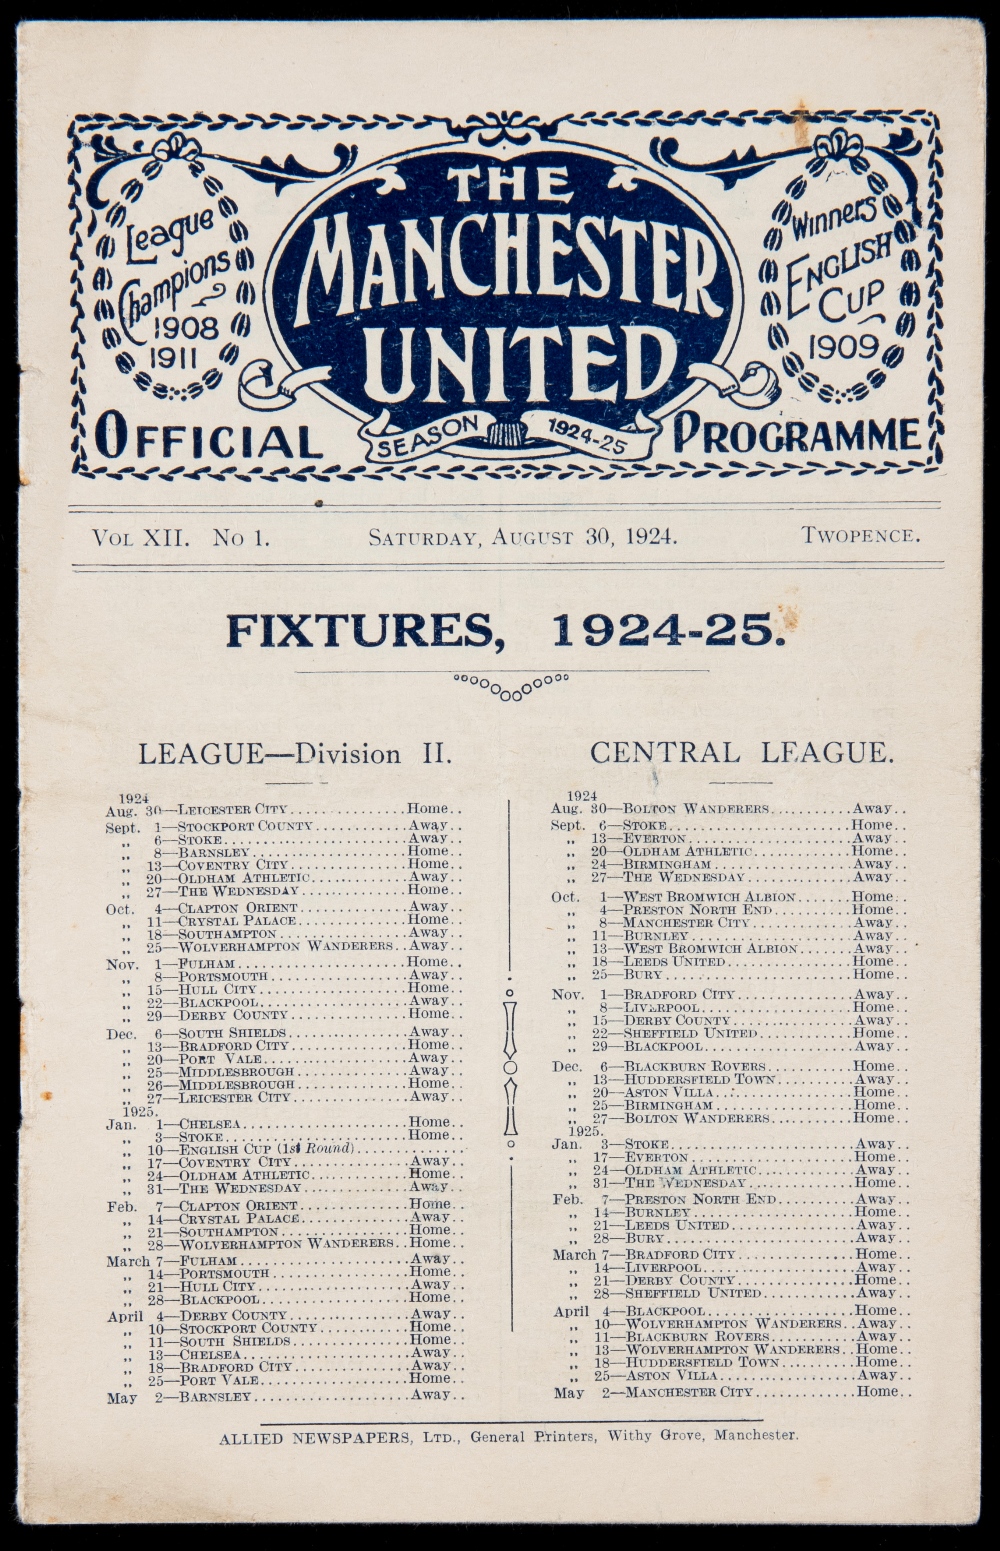 THE
MANCHESTER
UNITED
League
Champions
1908
1911
Winners
ENGLISH
CUP
1909
OFFICIAL
SEASON 1924-25
PROGRAMME
VOL XII. NO 1. SATURDAY, AUGUST 30, 1924. TWOPENCE.
FIXTURES, 1924-25.
LEAGUE—Division II.
1924
Aug. 30—LEICESTER CITY..................Home..
Sept. 1—STOCKPORT COUNTY............Away..
,, 6—STOKE........................Away..
,, 8—BARNSLEY....................Home..
,, 13—COVENTRY CITY...............Home..
,, 20—OLDHAM ATHLETIC............Away..
,, 27—THE WEDNESDAY..............Home..
Oct. 4—CLAPTON ORIENT..............Away..
,, 11—CRYSTAL PALACE..............Home..
,, 18—SOUTHAMPTON................Away..
,, 25—WOLVERHAMPTON WANDERERS..Away..
Nov. 1—FULHAM......................Home..
,, 8—PORTSMOUTH..................Away..
,, 15—HULL CITY...................Home..
,, 22—BLACKPOOL...................Away..
,, 29—DERBY COUNTY................Home..
Dec. 6—SOUTH SHIELDS...............Away..
,, 13—BRADFORD CITY...............Home..
,, 20—PORT VALE...................Away..
,, 25—MIDDLESBROUGH..............Away..
,, 26—MIDDLESBROUGH..............Home..
,, 27—LEICESTER CITY..............Away..
1925.
Jan. 1—CHELSEA.....................Home..
,, 3—STOKE........................Home..
,, 10—ENGLISH CUP (1st Round)................
,, 17—COVENTRY CITY...............Away..
,, 24—OLDHAM ATHLETIC............Home..
,, 31—THE WEDNESDAY..............Away..
Feb. 7—CLAPTON ORIENT..............Home..
,, 14—CRYSTAL PALACE..............Away..
,, 21—SOUTHAMPTON................Home..
,, 28—WOLVERHAMPTON WANDERERS..Home..
March 7—FULHAM......................Away..
,, 14—PORTSMOUTH..................Home..
,, 21—HULL CITY...................Away..
,, 28—BLACKPOOL...................Home..
April 4—DERBY COUNTY................Away..
,, 10—STOCKPORT COUNTY............Home..
,, 11—SOUTH SHIELDS...............Home..
,, 13—CHELSEA.....................Away..
,, 18—BRADFORD CITY...............Away..
,, 25—PORT VALE...................Home..
May 2—BARNSLEY....................Away..
CENTRAL LEAGUE.
1924
Aug. 30—BOLTON WANDERERS..........Away..
Sept. 6—STOKE........................Home..
,, 13—EVERTON.....................Away..
,, 20—OLDHAM ATHLETIC............Home..
,, 24—BIRMINGHAM..................Away..
,, 27—THE WEDNESDAY..............Away..
Oct. 1—WEST BROMWICH ALBION.......Home..
,, 4—PRESTON NORTH END..........Home..
,, 8—MANCHESTER CITY.............Away..
,, 11—BURNLEY.....................Away..
,, 13—WEST BROMWICH ALBION.......Away..
,, 18—LEEDS UNITED................Home..
,, 25—BURY........................Home..
Nov. 1—BRADFORD CITY...............Away..
,, 8—LIVERPOOL...................Home..
,, 15—DERBY COUNTY................Away..
,, 22—SHEFFIELD UNITED............Home..
,, 29—BLACKPOOL...................Away..
Dec. 6—BLACKBURN ROVERS...........Home..
,, 13—HUDDERSFIELD TOWN..........Away..
,, 20—ASTON VILLA.................Home..
,, 25—BIRMINGHAM..................Home..
,, 27—BOLTON WANDERERS..........Home..
1925.
Jan. 3—STOKE........................Away..
,, 17—EVERTON.....................Home..
,, 24—OLDHAM ATHLETIC............Away..
,, 31—THE WEDNESDAY..............Home..
Feb. 7—PRESTON NORTH END..........Away..
,, 14—BURNLEY.....................Home..
,, 21—LEEDS UNITED................Away..
,, 28—BURY........................Away..
March 7—BRADFORD CITY...............Home..
,, 14—LIVERPOOL...................Away..
,, 21—DERBY COUNTY................Home..
,, 28—SHEFFIELD UNITED............Away..
April 4—BLACKPOOL...................Home..
,, 10—WOLVERHAMPTON WANDERERS..Away..
,, 11—BLACKBURN ROVERS...........Away..
,, 13—WOLVERHAMPTON WANDERERS..Home..
,, 18—HUDDERSFIELD TOWN..........Home..
,, 25—ASTON VILLA.................Away..
May 2—MANCHESTER CITY.............Home..
ALLIED NEWSPAPERS, LTD., General Printers, Withy Grove, Manchester.